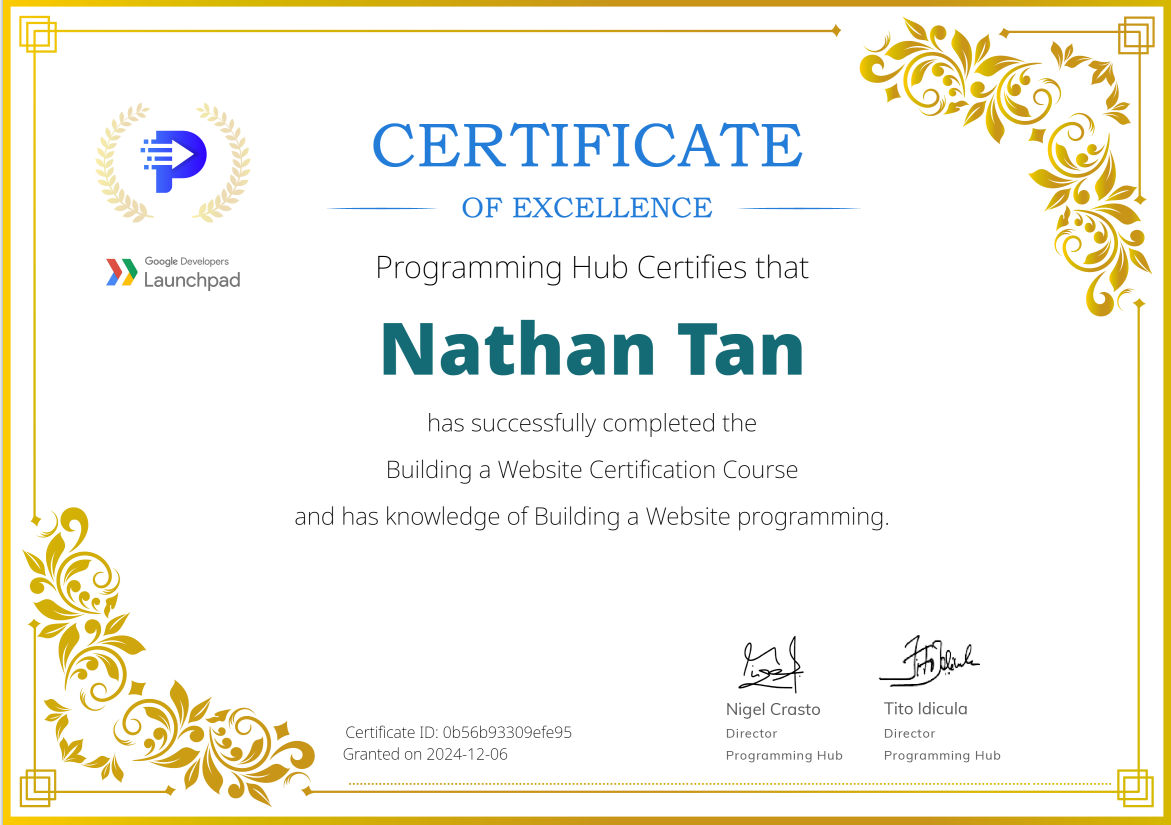 CERTIFICATE
OF EXCELLENCE
Google Developers
Launchpad
Programming Hub Certifies that
Nathan Tan
has successfully completed the
Building a Website Certification Course
and has knowledge of Building a Website programming.
Nigel Crasto
Director
Programming Hub
Tito Idicula
Director
Programming Hub
Certificate ID: 0b56b93309efe95
Granted on 2024-12-06